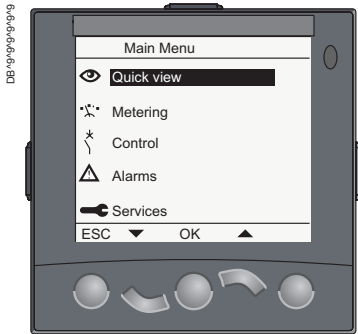 Main Menu
Quick view
Metering
Control
Alarms
Services
ESC OK